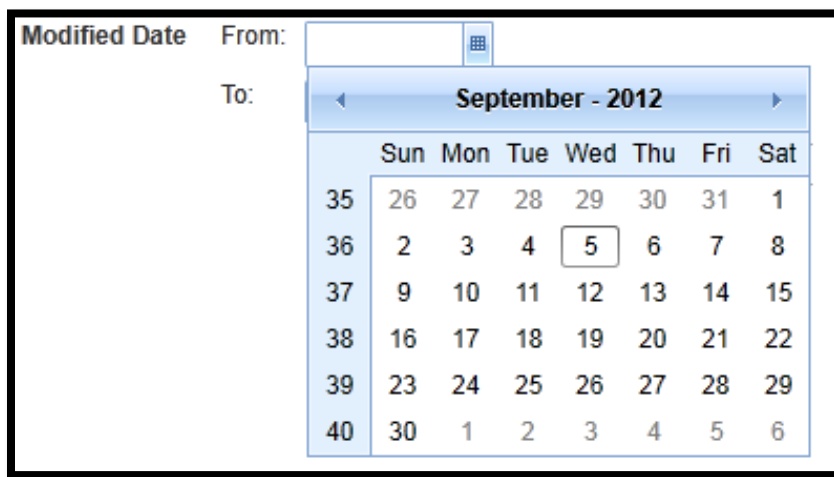 Modified Date From:
To:
September - 2012
Sun Mon Tue Wed Thu Fri Sat
35 26 27 28 29 30 31 1
36 2 3 4 5 6 7 8
37 9 10 11 12 13 14 15
38 16 17 18 19 20 21 22
39 23 24 25 26 27 28 29
40 30 1 2 3 4 5 6